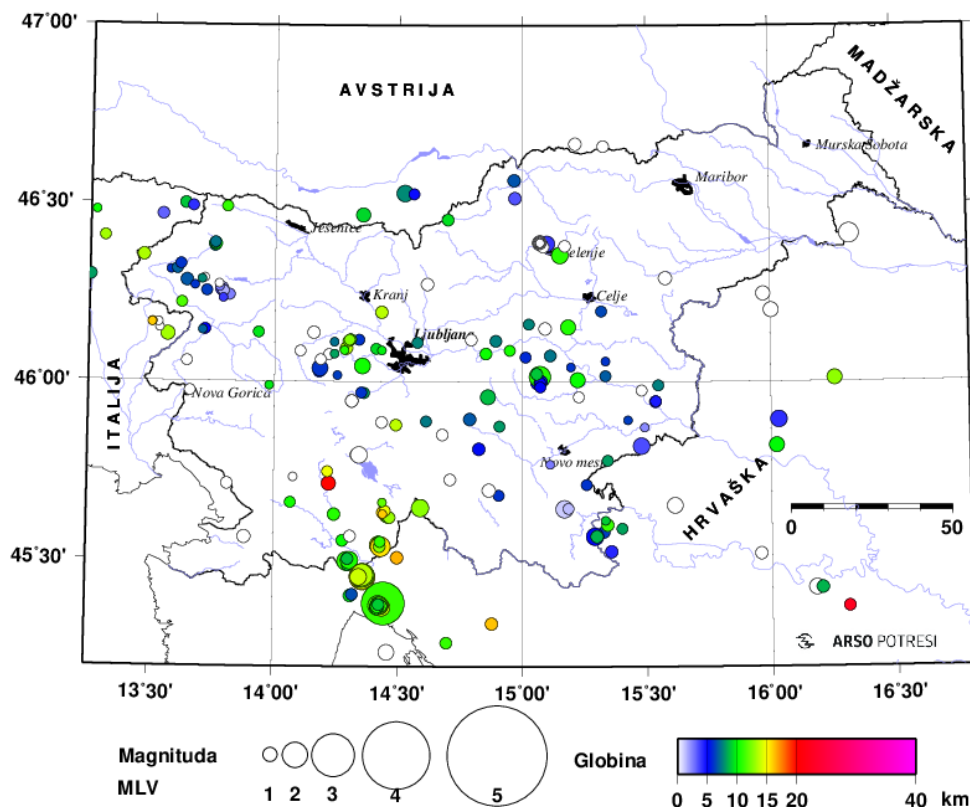 47°00'
AVSTRIJA
MADŽARSKA
Murska Sobota
Maribor
46°30'
Jesenice
Velenje
Kranj
Celje
Ljubljana
46°00'
ITALIJA
Nova Gorica
Novo mesto
HRVAŠKA
0 50
45°30'
ARSO POTRESI
13°30' 14°00' 14°30' 15°00' 15°30' 16°00' 16°30'
Magnituda
MLV
1 2 3 4 5
Globina
0 5 10 15 20 40 km